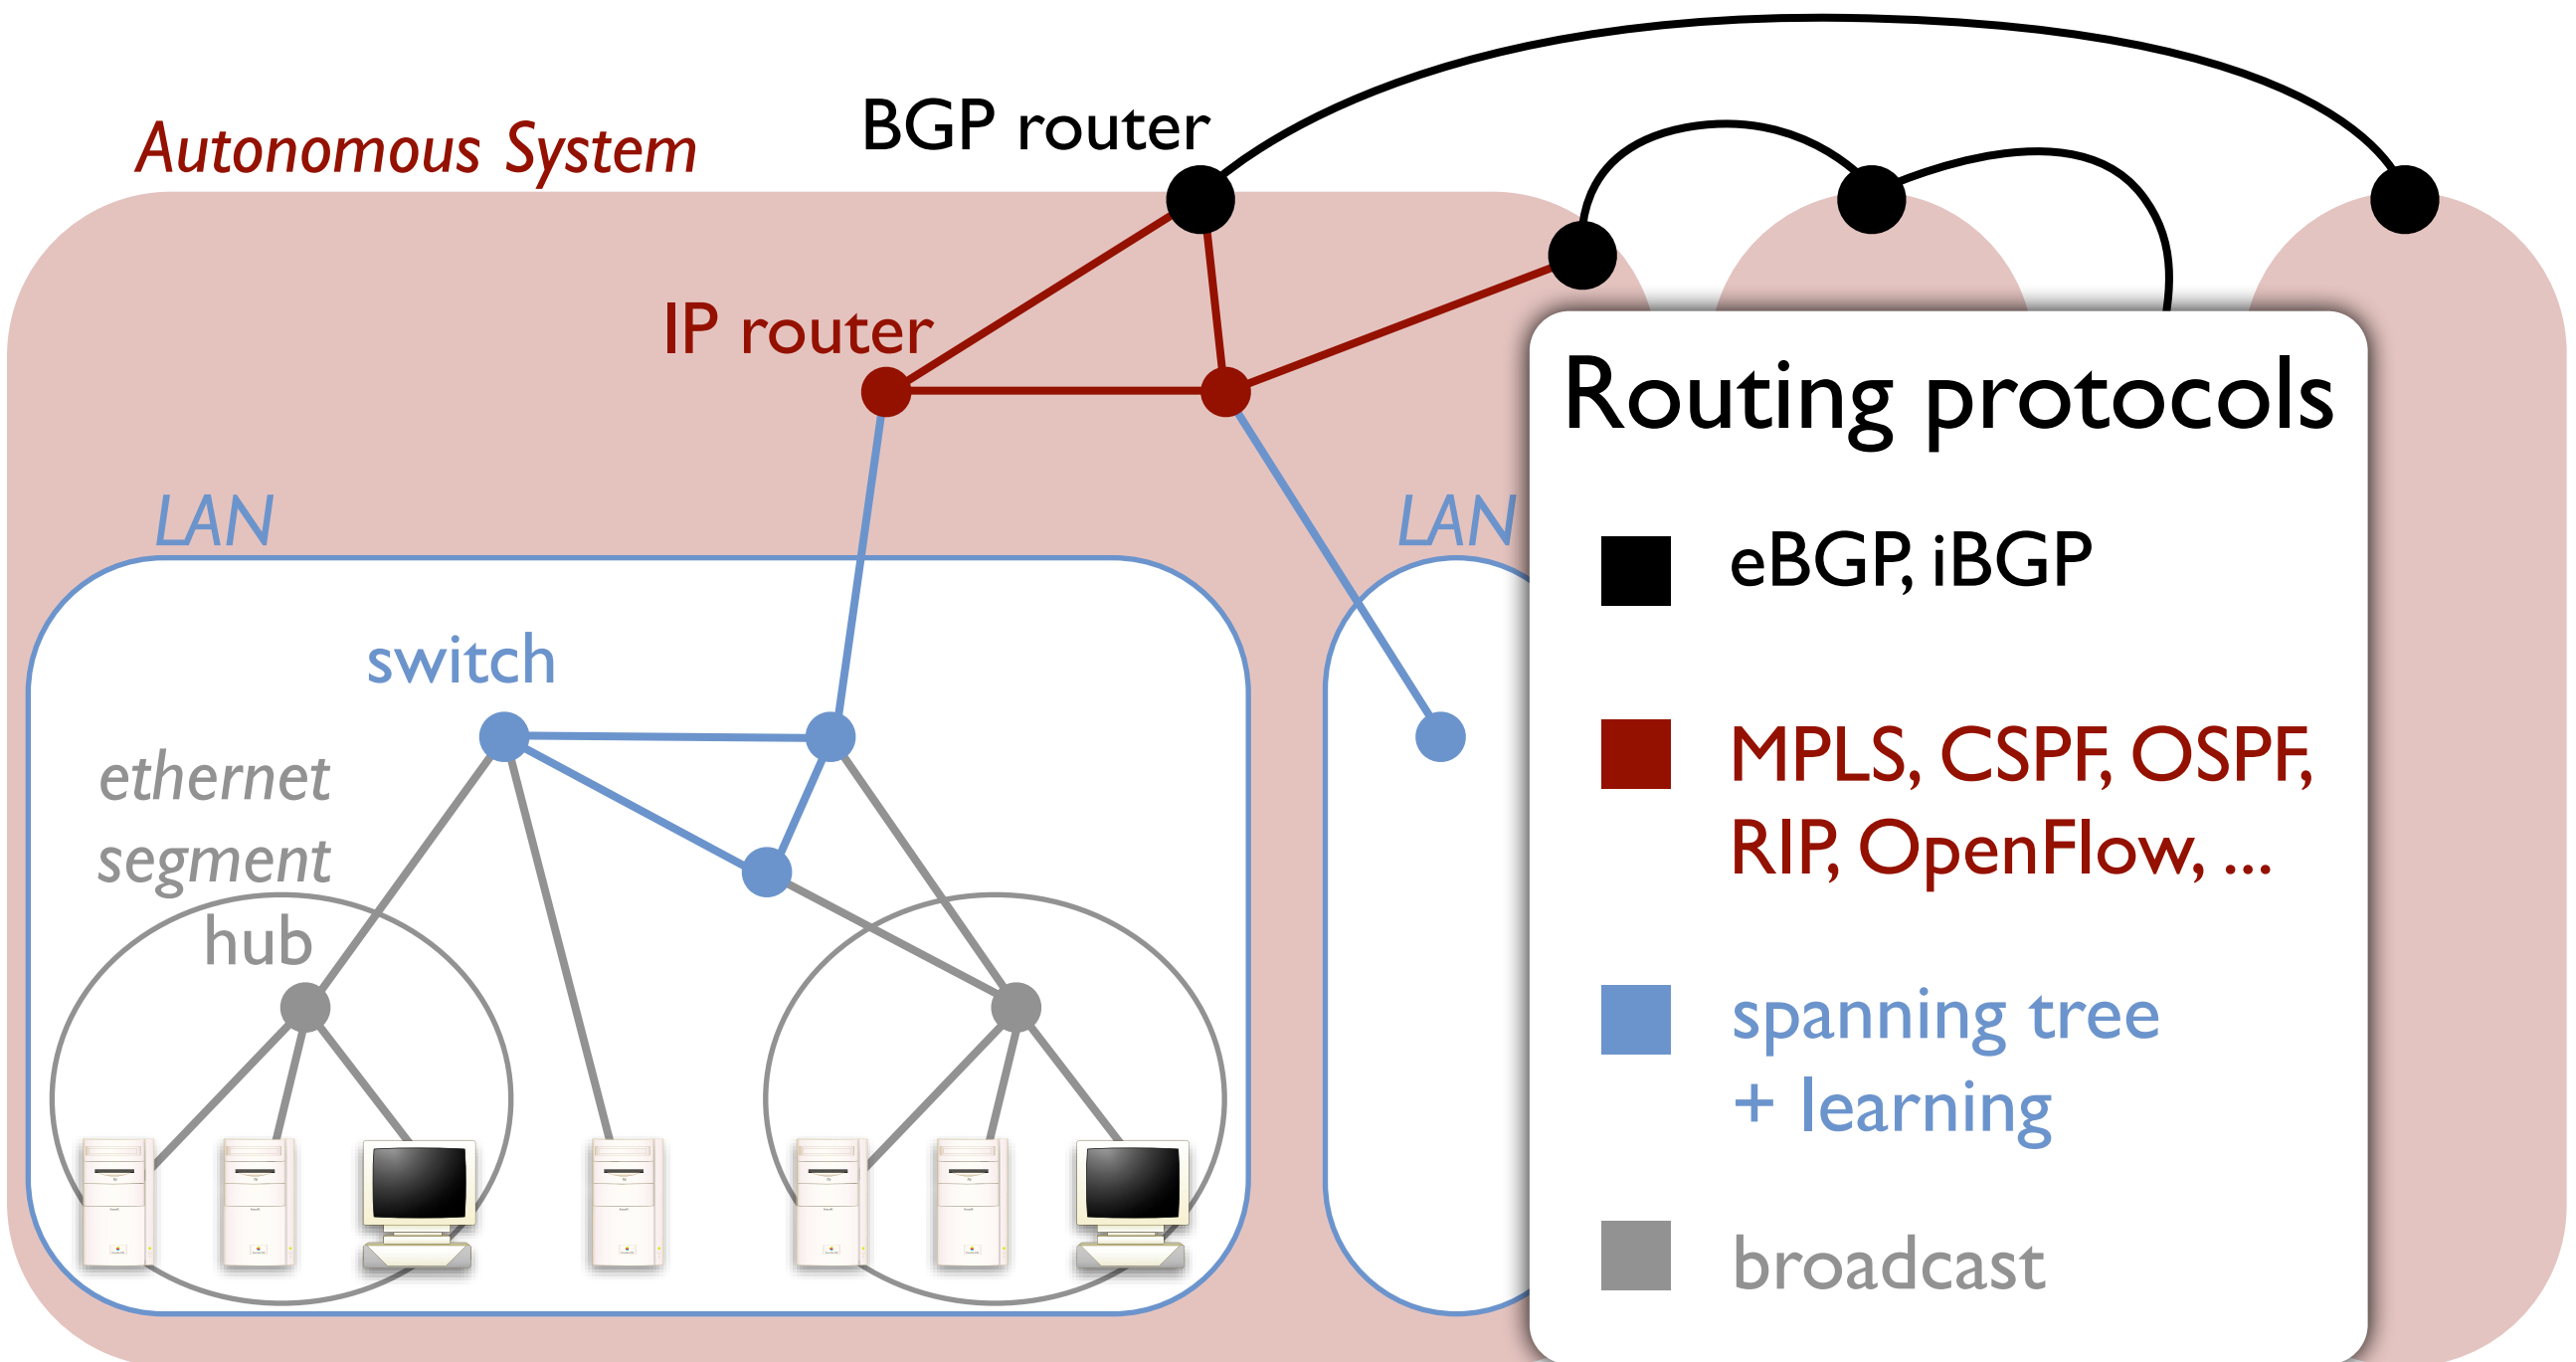 Autonomous System
BGP router
IP router
LAN
LAN
switch
ethernet
segment
hub
Routing protocols
eBGP, iBGP
MPLS, CSPF, OSPF,
RIP, OpenFlow, ...
spanning tree
+ learning
broadcast